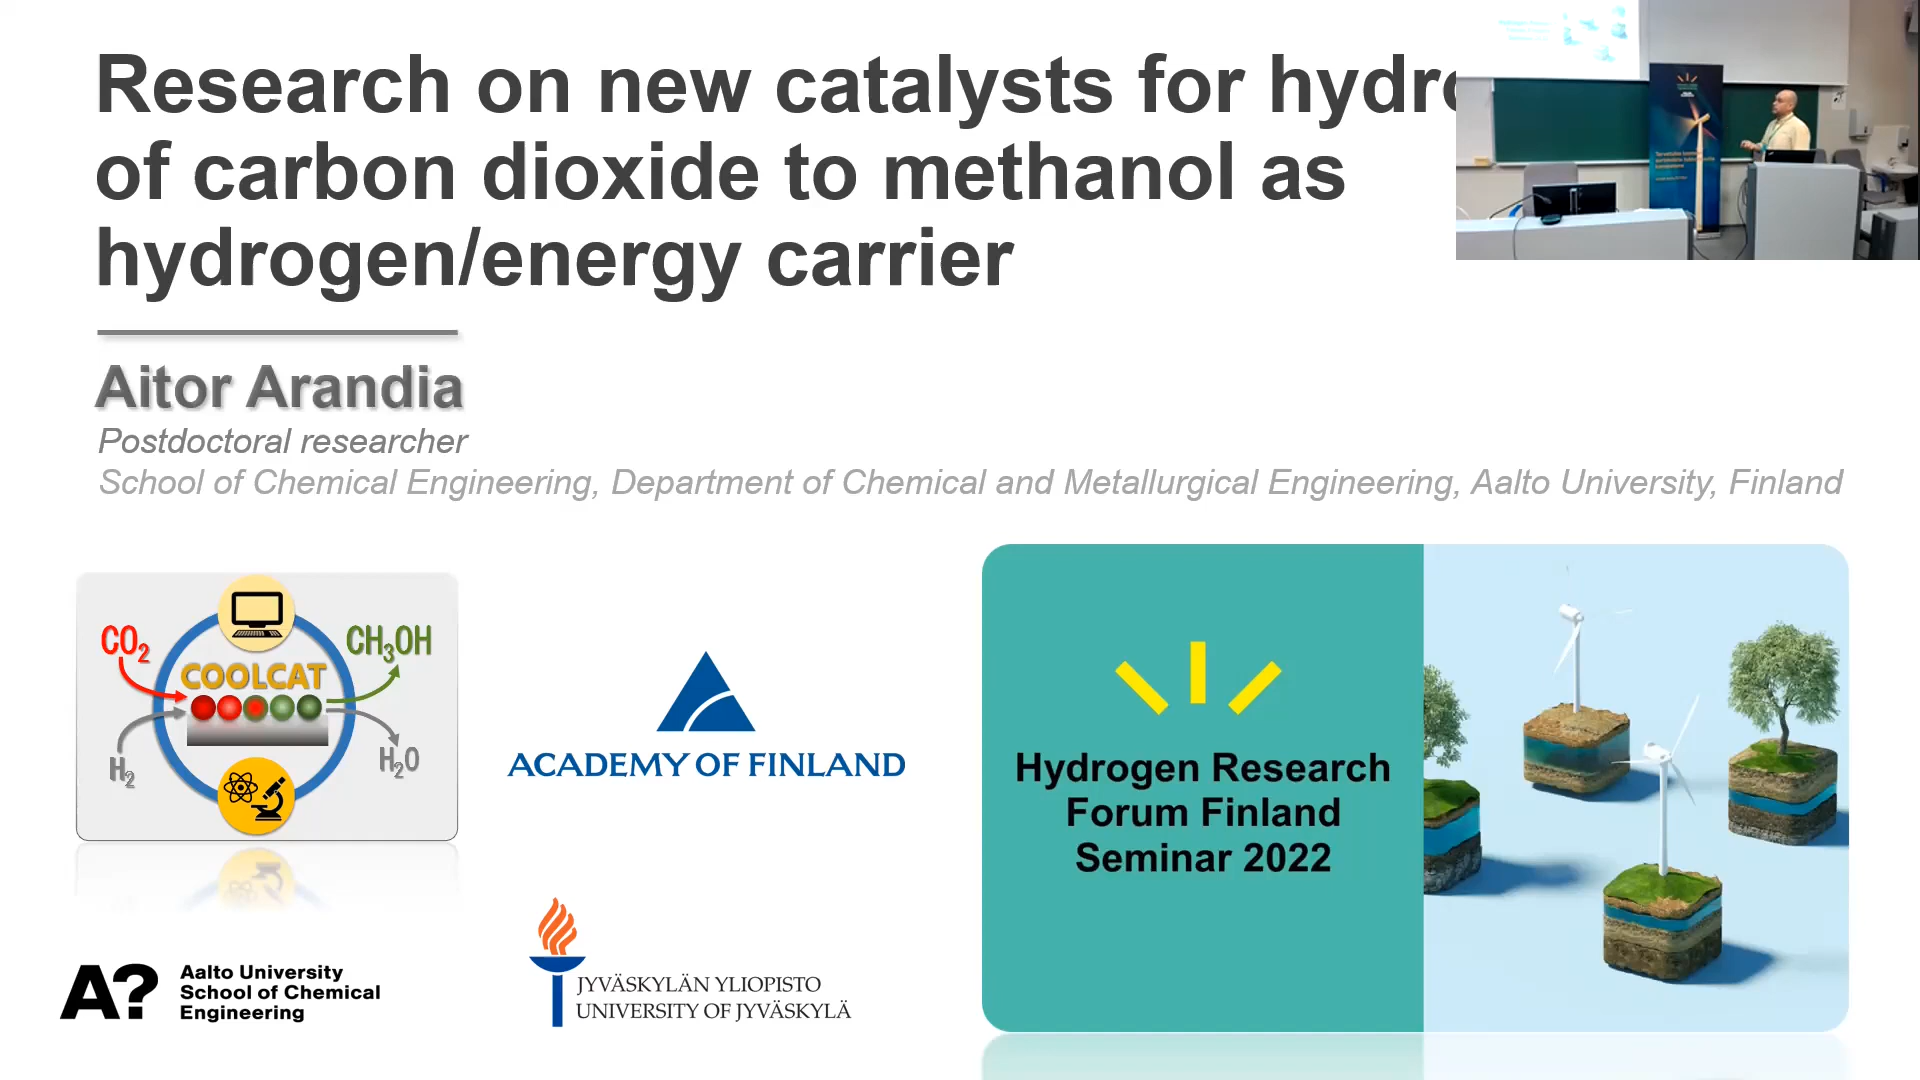 Research on new catalysts for hydro
of carbon dioxide to methanol as
hydrogen/energy carrier
Aitor Arandia
Postdoctoral researcher
School of Chemical Engineering, Department of Chemical and Metallurgical Engineering, Aalto University, Finland
CO2
CH3OH
COOLCAT
H2
H2O
ACADEMY OF FINLAND
Hydrogen Research
Forum Finland
Seminar 2022
A?
Aalto University
School of Chemical
Engineering
JYVÄSKYLÄN YLIOPISTO
UNIVERSITY OF JYVÄSKYLÄ